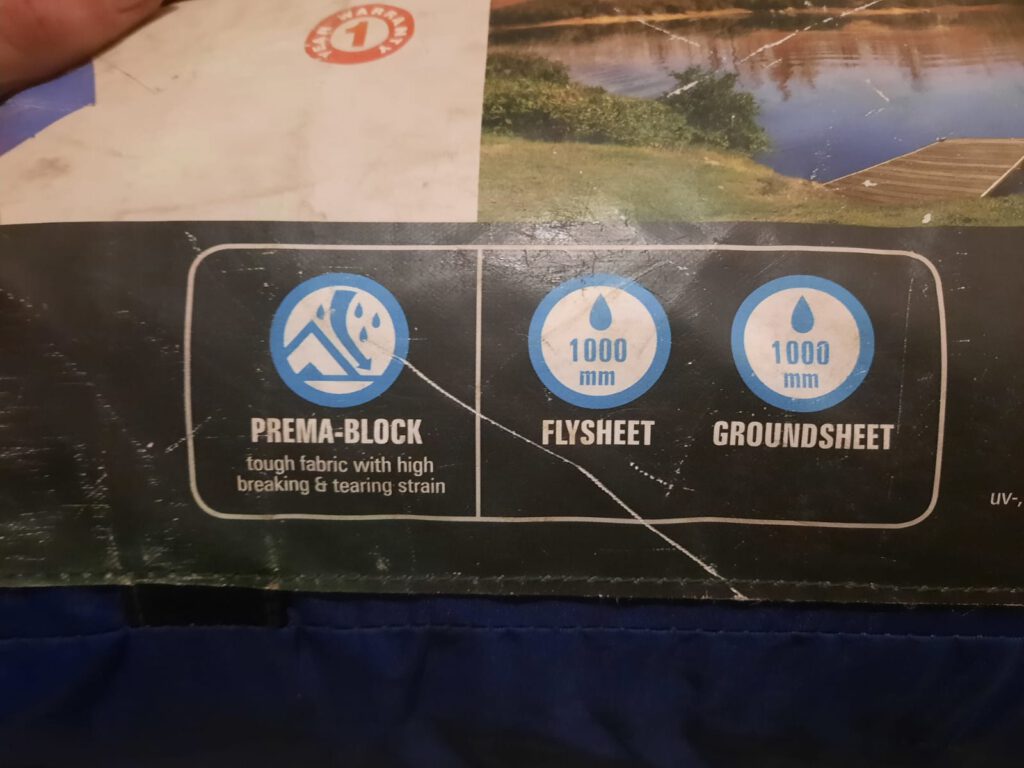 YEAR WARRANTY
1
1000
mm
1000
mm
PREMA-BLOCK
FLYSHEET
GROUNDSHEET
tough fabric with high
breaking & tearing strain
uv-,